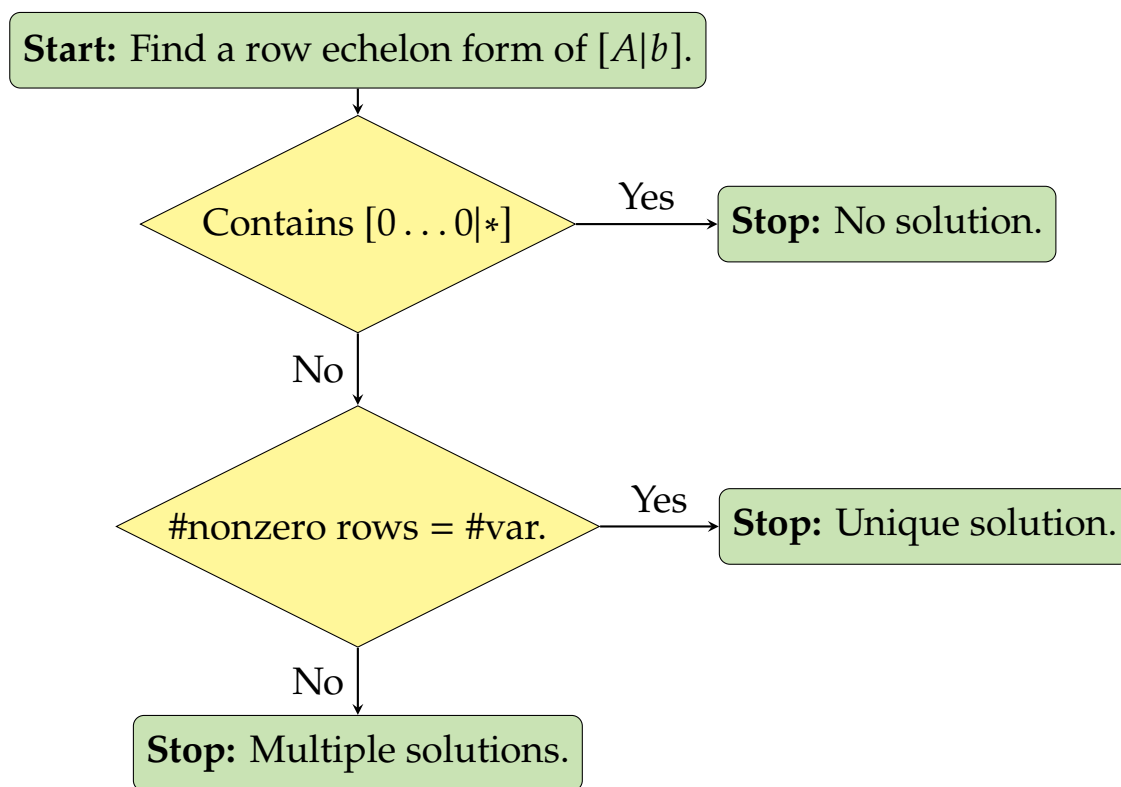 Start: Find a row echelon form of [A|b].
Contains [0 . . . 0|*]
Yes
Stop: No solution.
No
#nonzero rows = #var.
Yes
Stop: Unique solution.
No
Stop: Multiple solutions.